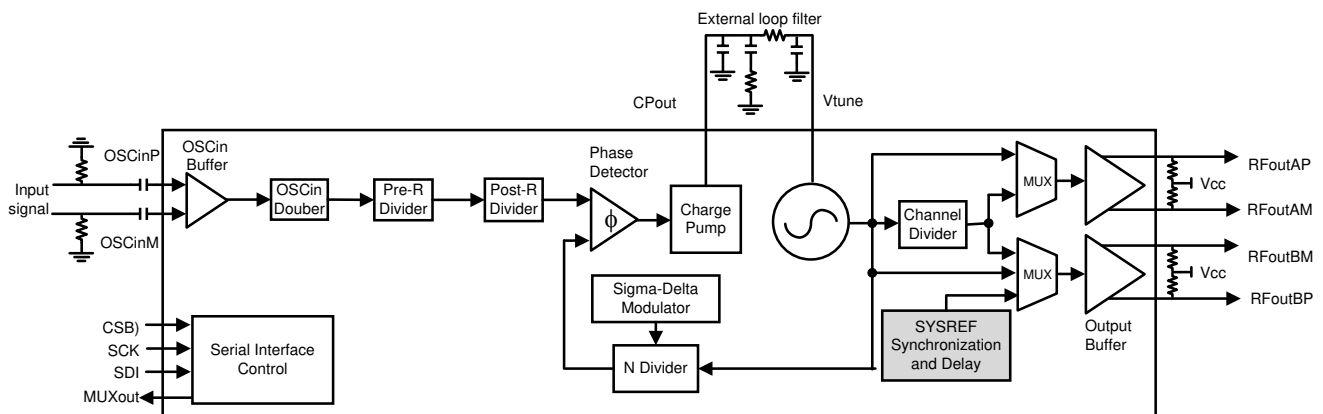 External loop filter
CPout
Vtune
OSCinP
OSCin
Buffer
Input
signal
OSCinM
OSCin
Douber
Pre-R
Divider
Post-R
Divider
Phase
Detector
ϕ
Charge
Pump
Channel
Divider
MUX
MUX
RFoutAP
Vcc
RFoutAM
RFoutBM
Vcc
RFoutBP
Output
Buffer
Sigma-Delta
Modulator
N Divider
SYSREF
Synchronization
and Delay
CSB)
SCK
SDI
MUXout
Serial Interface
Control